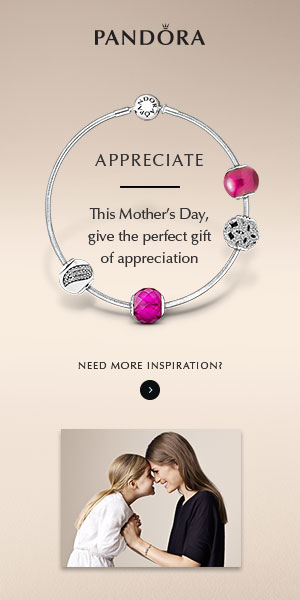 PANDORA
APPRECIATE
This Mother's Day,
give the perfect gift
of appreciation
NEED MORE INSPIRATION?